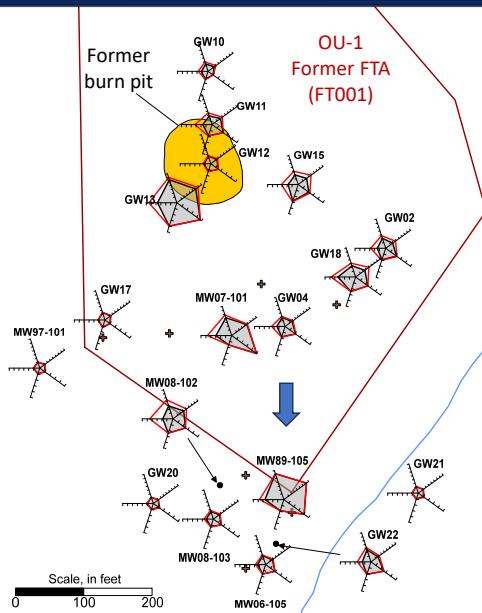 GW10
OU-1
Former FTA
(FT001)
Former
burn pit
GW11
GW12
GW15
GW13
GW02
GW18
GW17
MW07-101
GW04
MW97-101
MW08-102
MW89-105
GW20
GW21
GW22
MW08-103
MW06-105
Scale, in feet
0
100
200